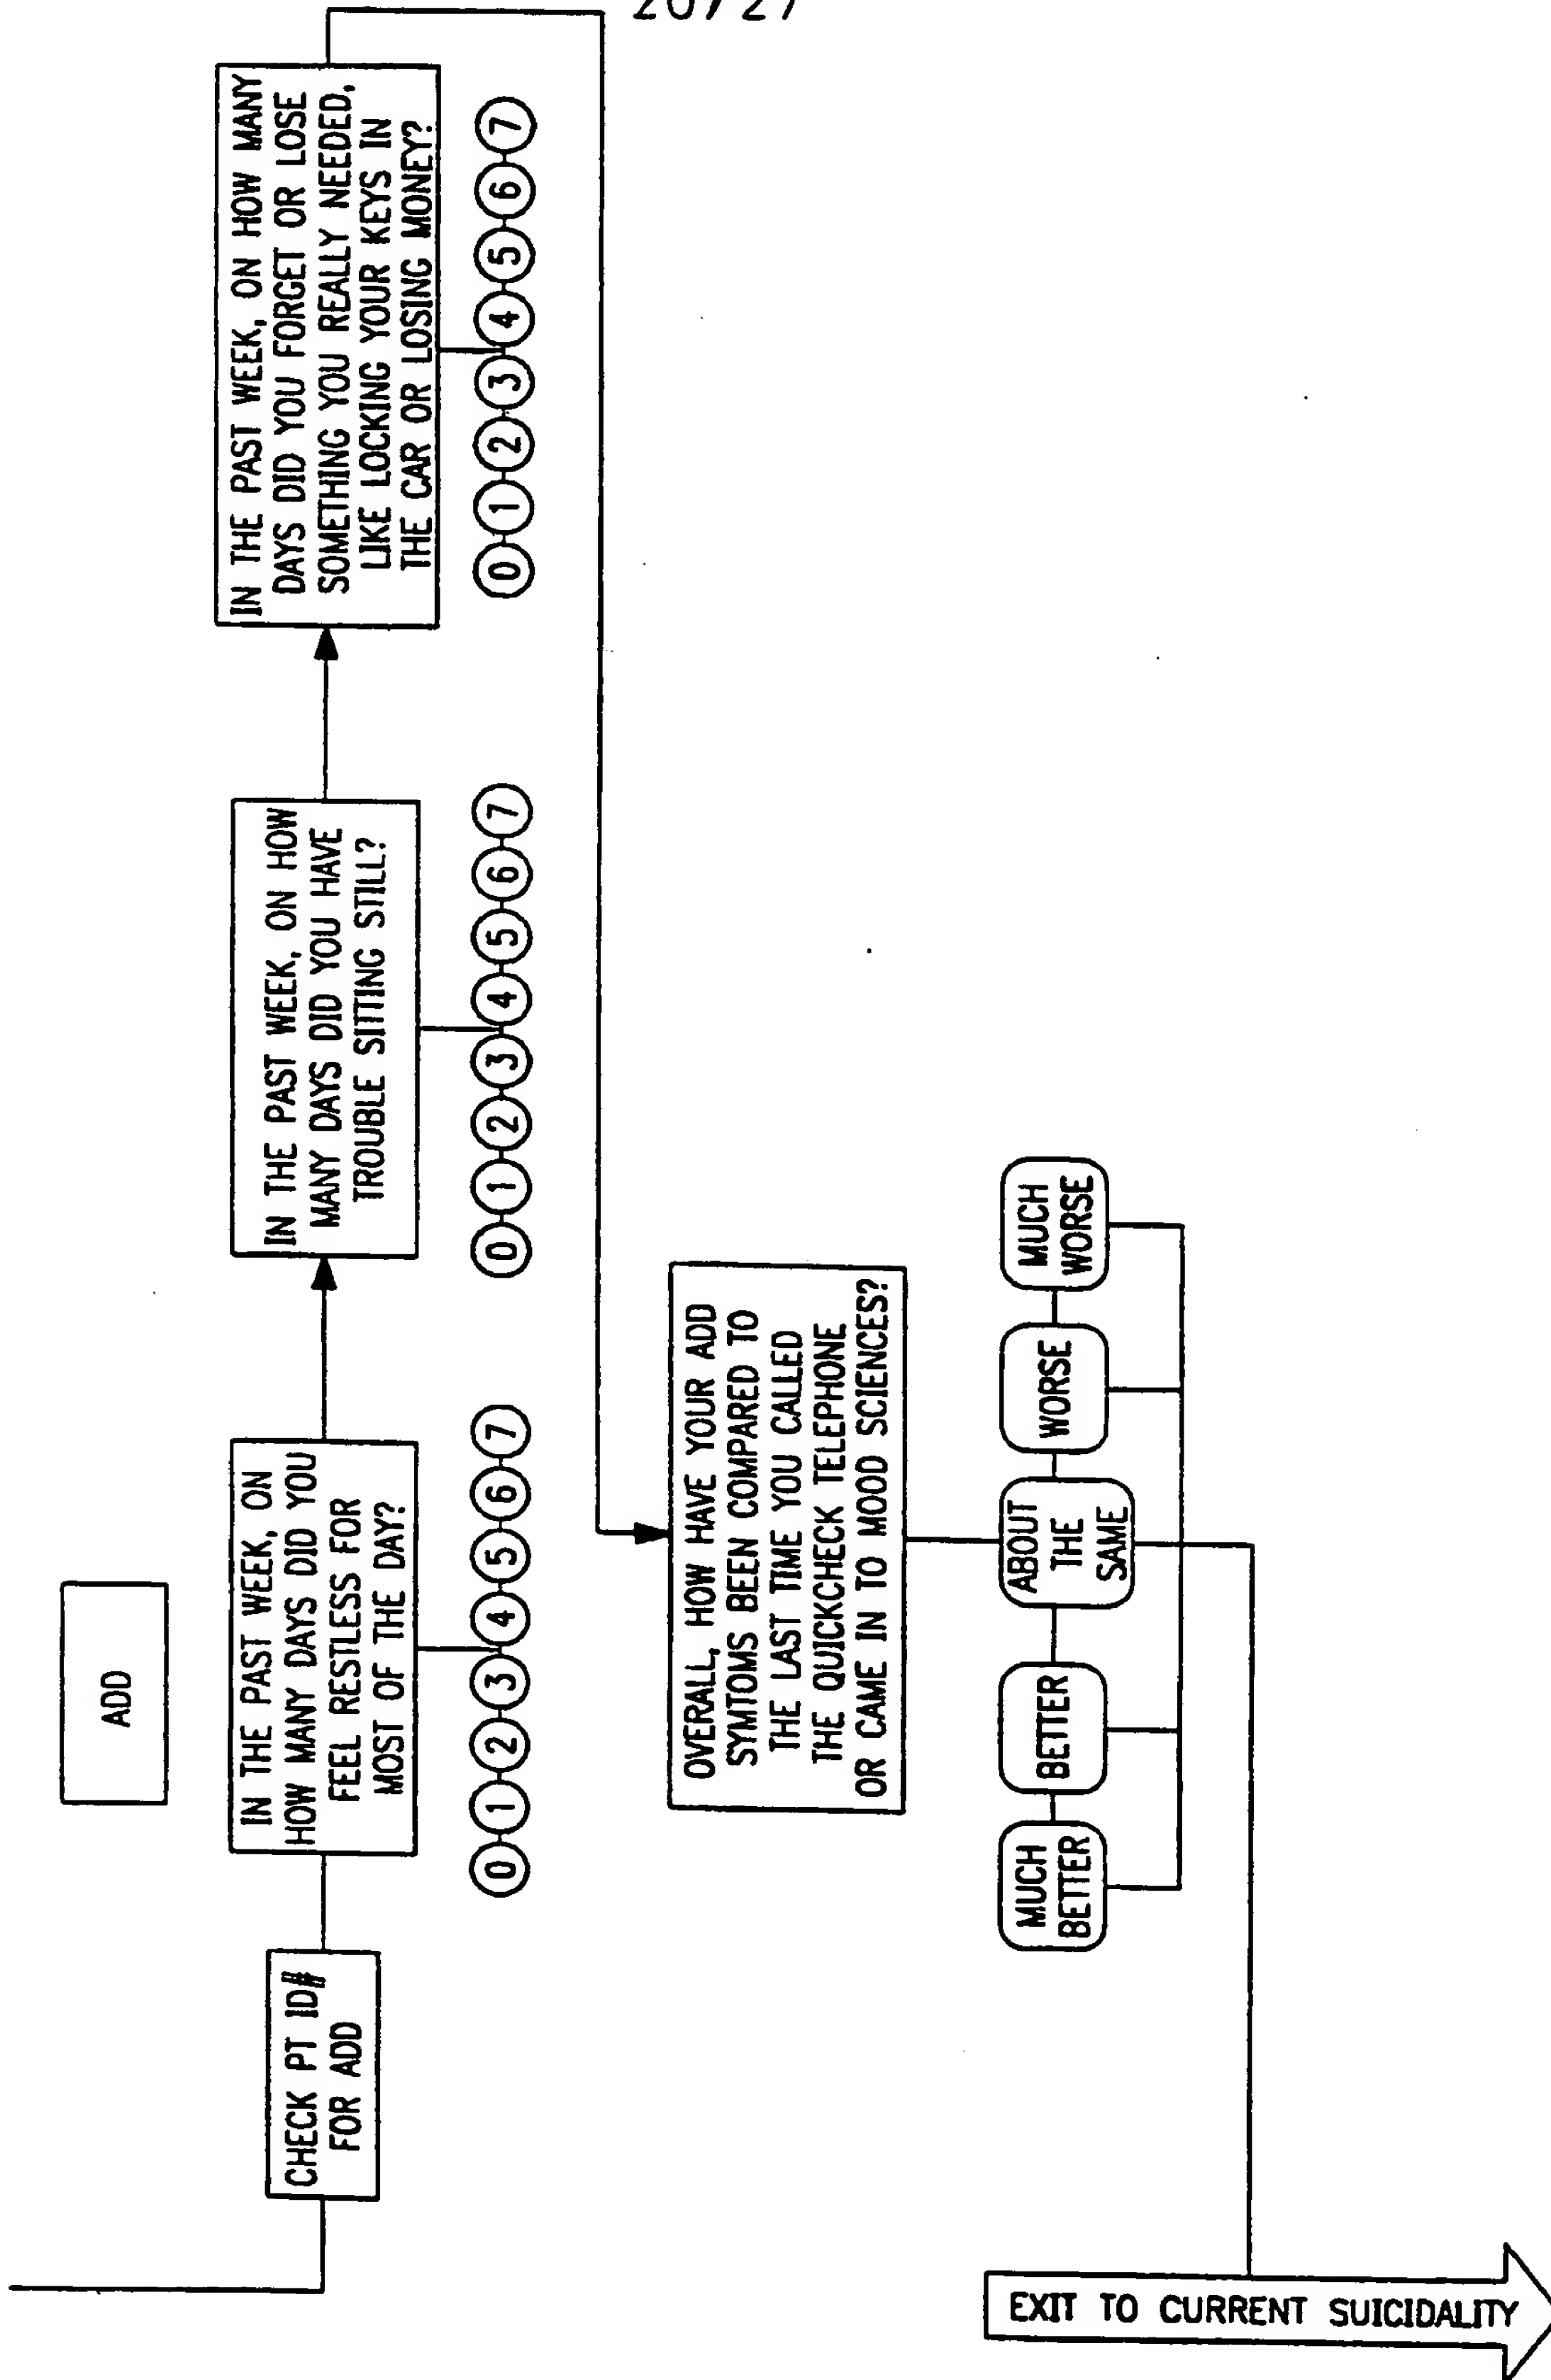 20/27
ADD
CHECK PT ID#
FOR ADD
IN THE PAST WEEK, ON
HOW MANY DAYS DID YOU
FEEL RESTLESS FOR
MOST OF THE DAY?
0 1 2 3 4 5 6 7
IN THE PAST WEEK, ON HOW
MANY DAYS DID YOU HAVE
TROUBLE SITTING STILL?
0 1 2 3 4 5 6 7
IN THE PAST WEEK, ON HOW MANY
DAYS DID YOU FORGET OR LOSE
SOMETHING YOU REALLY NEEDED,
LIKE LOCKING YOUR KEYS IN
THE CAR OR LOSING MONEY?
0 1 2 3 4 5 6 7
OVERALL, HOW HAVE YOUR ADD
SYMTOMS BEEN COMPARED TO
THE LAST TIME YOU CALLED
THE QUICKCHECK TELEPHONE
OR CAME IN TO MOOD SCIENCES?
MUCH
BETTER
BETTER
ABOUT
THE
SAME
WORSE
MUCH
WORSE
EXIT TO CURRENT SUICIDALITY